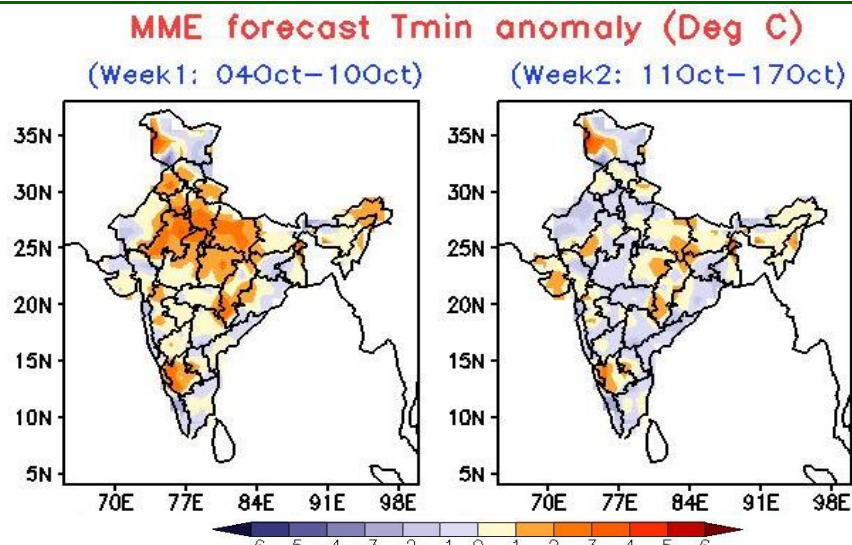 MME forecast Tmin anomaly (Deg C)
(Week1: 04Oct-10Oct) (Week2: 11Oct-17Oct)
35N 35N
30N 30N
25N 25N
20N 20N
15N 15N
10N 10N
5N 5N
70E 77E 84E 91E 98E 70E 77E 84E 91E 98E